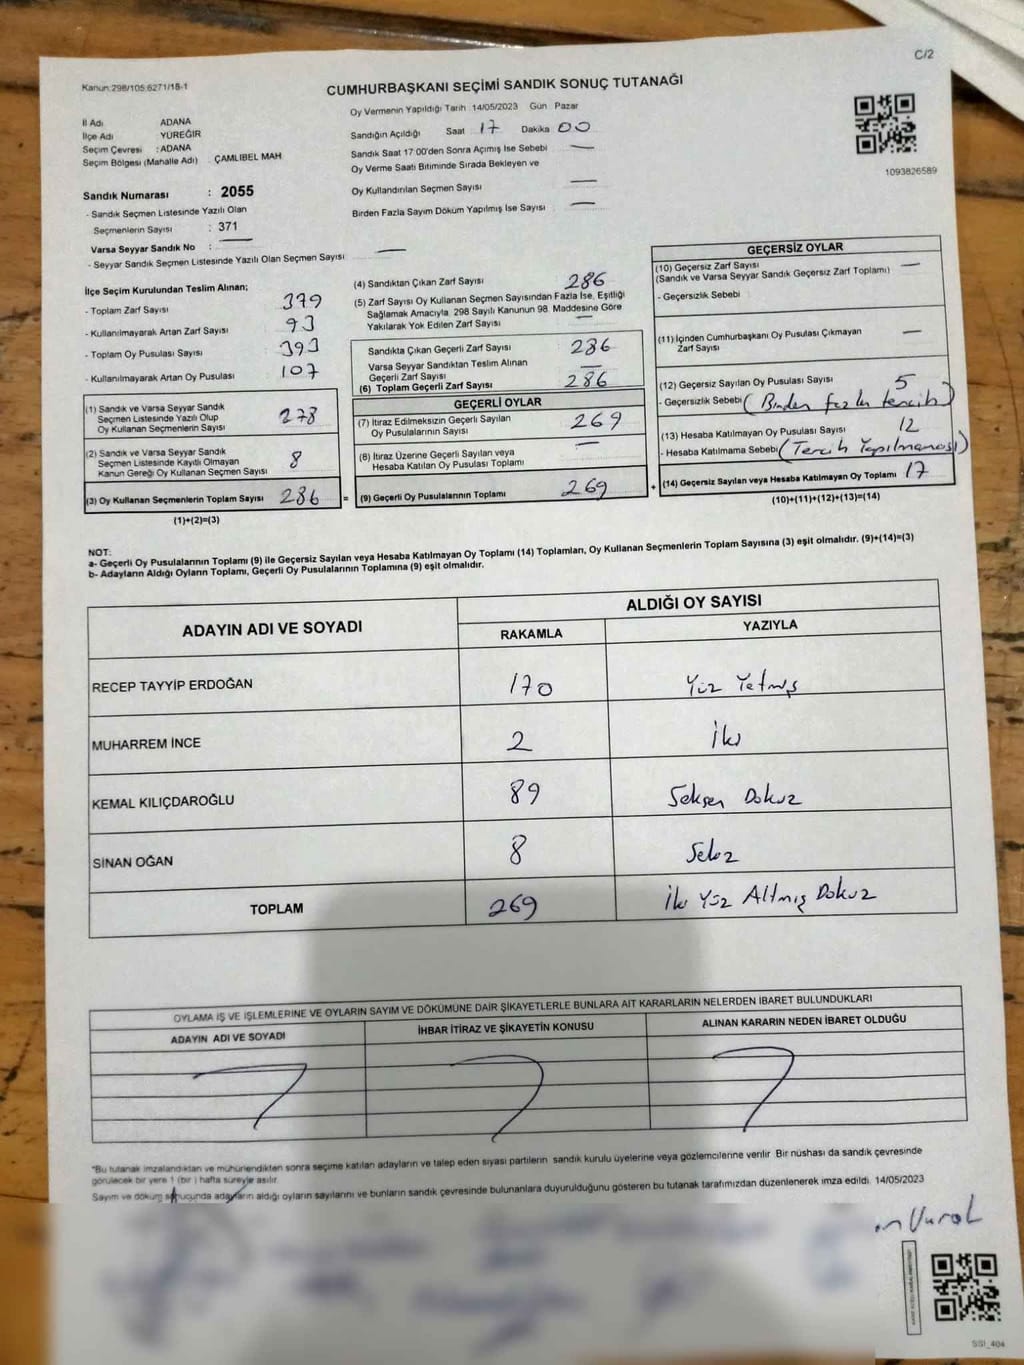 C/2
Kanun:298/105.6271/18-1
CUMHURBAŞKANI SEÇİMİ SANDIK SONUÇ TUTANAĞI
İl Adı ADANA
İlçe Adı YÜREĞİR
Seçim Çevresi : ADANA
Seçim Bölgesi (Mahalle Adı) ÇAMLIBEL MAH
Sandık Numarası : 2055
- Sandık Seçmen Listesinde Yazılı Olan
Seçmenlerin Sayısı : 371
Varsa Seyyar Sandık No :
- Seyyar Sandık Seçmen Listesinde Yazılı Olan Seçmen Sayısı
Oy Vermenin Yapıldığı Tarih 14/05/2023 Gün Pazar
Sandığın Açıldığı Saat 17 Dakika 00
Sandık Saat 17:00'den Sonra Açımış İse Sebebi
Oy Verme Saati Bitiminde Sırada Bekleyen ve
Oy Kullandırılan Seçmen Sayısı
Birden Fazla Sayım Döküm Yapılmış İse Sayısı
1093826589
İlçe Seçim Kurulundan Teslim Alınan;
- Toplam Zarf Sayısı 379
- Kullanılmayarak Artan Zarf Sayısı 93
- Toplam Oy Pusulası Sayısı 393
- Kullanılmayarak Artan Oy Pusulası 107
(1) Sandık ve Varsa Seyyar Sandık
Seçmen Listesinde Yazılı Olup
Oy Kullanan Seçmenlerin Sayısı 278
(2) Sandık ve Varsa Seyyar Sandık
Seçmen Listesinde Kayıtlı Olmayan
Kanun Gereği Oy Kullanan Seçmen Sayısı 8
(3) Oy Kullanan Seçmenlerin Toplam Sayısı 286 =
(1)+(2)=(3)
(4) Sandıktan Çıkan Zarf Sayısı 286
(5) Zarf Sayısı Oy Kullanan Seçmen Sayısından Fazla İse, Eşitliği
Sağlamak Amacıyla, 298 Sayılı Kanunun 98. Maddesine Göre
Yakılarak Yok Edilen Zarf Sayısı
Sandıkta Çıkan Geçerli Zarf Sayısı 286
Varsa Seyyar Sandıktan Teslim Alınan
Geçerli Zarf Sayısı
(6) Toplam Geçerli Zarf Sayısı 286
GEÇERLİ OYLAR
(7) İtiraz Edilmeksizin Geçerli Sayılan
Oy Pusulalarının Sayısı 269
(8) İtiraz Üzerine Geçerli Sayılan veya
Hesaba Katılan Oy Pusulası Toplamı
(9) Geçerli Oy Pusulalarının Toplamı 269 +
GEÇERSİZ OYLAR
(10) Geçersiz Zarf Sayısı
(Sandık ve Varsa Seyyar Sandık Geçersiz Zarf Toplamı)
- Geçersizlik Sebebi
(11) İçinden Cumhurbaşkanı Oy Pusulası Çıkmayan
Zarf Sayısı
(12) Geçersiz Sayılan Oy Pusulası Sayısı 5
- Geçersizlik Sebebi (Birden fazla tercih)
(13) Hesaba Katılmayan Oy Pusulası Sayısı 12
- Hesaba Katılmama Sebebi (Tercih Yapılmaması)
(14) Geçersiz Sayılan veya Hesaba Katılmayan Oy Toplamı 17
(10)+(11)+(12)+(13)=(14)
NOT:
a- Geçerli Oy Pusulalarının Toplamı (9) ile Geçersiz Sayılan veya Hesaba Katılmayan Oy Toplamı (14) Toplamları, Oy Kullanan Seçmenlerin Toplam Sayısına (3) eşit olmalıdır. (9)+(14)=(3)
b- Adayların Aldığı Oyların Toplamı, Geçerli Oy Pusulalarının Toplamına (9) eşit olmalıdır.
ADAYIN ADI VE SOYADI
ALDIĞI OY SAYISI
RAKAMLA YAZIYLA
RECEP TAYYİP ERDOĞAN 170 Yüz Yetmiş
MUHARREM İNCE 2 İki
KEMAL KILIÇDAROĞLU 89 Seksen Dokuz
SİNAN OĞAN 8 Sekiz
TOPLAM 269 İki Yüz Altmış Dokuz
OYLAMA İŞ VE İŞLEMLERİNE VE OYLARIN SAYIM VE DÖKÜMÜNE DAİR ŞİKAYETLERLE BUNLARA AİT KARARLARIN NELERDEN İBARET BULUNDUKLARI
ADAYIN ADI VE SOYADI İHBAR İTİRAZ VE ŞİKAYETİN KONUSU ALINAN KARARIN NEDEN İBARET OLDUĞU
*Bu tutanak imzalandıktan ve mühürlendikten sonra seçime katılan adayların ve talep eden siyasi partilerin sandık kurulu üyelerine veya gözlemcilerine verilir. Bir nüshası da sandık çevresinde
görülecek bir yere 1 (bir) hafta süreyle asılır.
Sayım ve döküm sonucunda adayların aldığı oyların sayılarını ve bunların sandık çevresinde bulunanlara duyurulduğunu gösteren bu tutanak tarafımızdan düzenlenerek imza edildi. 14/05/2023
Vural
SSI_404